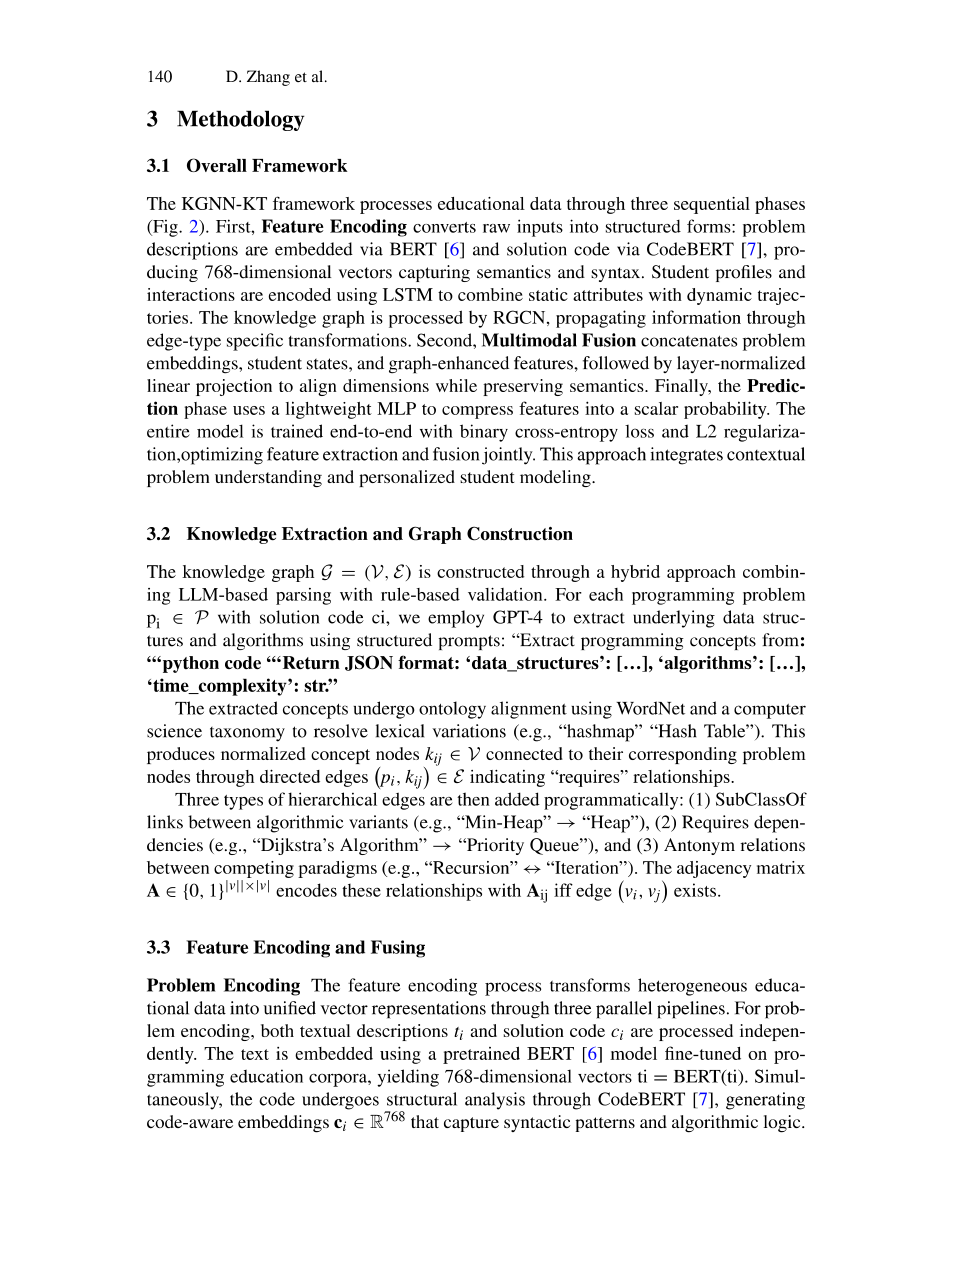 140 D. Zhang et al.
3 Methodology
3.1 Overall Framework
The KGNN-KT framework processes educational data through three sequential phases
(Fig. 2). First, Feature Encoding converts raw inputs into structured forms: problem
descriptions are embedded via BERT [6] and solution code via CodeBERT [7], pro-
ducing 768-dimensional vectors capturing semantics and syntax. Student profiles and
interactions are encoded using LSTM to combine static attributes with dynamic trajec-
tories. The knowledge graph is processed by RGCN, propagating information through
edge-type specific transformations. Second, Multimodal Fusion concatenates problem
embeddings, student states, and graph-enhanced features, followed by layer-normalized
linear projection to align dimensions while preserving semantics. Finally, the Predic-
tion phase uses a lightweight MLP to compress features into a scalar probability. The
entire model is trained end-to-end with binary cross-entropy loss and L2 regulariza-
tion,optimizing feature extraction and fusion jointly. This approach integrates contextual
problem understanding and personalized student modeling.
3.2 Knowledge Extraction and Graph Construction
The knowledge graph 𝒢 = (𝒱, ℰ) is constructed through a hybrid approach combin-
ing LLM-based parsing with rule-based validation. For each programming problem
pᵢ ∈ 𝒫 with solution code ci, we employ GPT-4 to extract underlying data struc-
tures and algorithms using structured prompts: “Extract programming concepts from:
“‘python code “‘Return JSON format: ‘data_structures’: […], ‘algorithms’: […],
‘time_complexity’: str.”
The extracted concepts undergo ontology alignment using WordNet and a computer
science taxonomy to resolve lexical variations (e.g., “hashmap” “Hash Table”). This
produces normalized concept nodes kᵢⱼ ∈ 𝒱 connected to their corresponding problem
nodes through directed edges (pᵢ, kᵢⱼ) ∈ ℰ indicating “requires” relationships.
Three types of hierarchical edges are then added programmatically: (1) SubClassOf
links between algorithmic variants (e.g., “Min-Heap” → “Heap”), (2) Requires depen-
dencies (e.g., “Dijkstra’s Algorithm” → “Priority Queue”), and (3) Antonym relations
between competing paradigms (e.g., “Recursion” ↔ “Iteration”). The adjacency matrix
A ∈ {0, 1}^|v||×|v| encodes these relationships with Aᵢⱼ iff edge (vᵢ, vⱼ) exists.
3.3 Feature Encoding and Fusing
Problem Encoding The feature encoding process transforms heterogeneous educa-
tional data into unified vector representations through three parallel pipelines. For prob-
lem encoding, both textual descriptions tᵢ and solution code cᵢ are processed indepen-
dently. The text is embedded using a pretrained BERT [6] model fine-tuned on pro-
gramming education corpora, yielding 768-dimensional vectors ti = BERT(ti). Simul-
taneously, the code undergoes structural analysis through CodeBERT [7], generating
code-aware embeddings cᵢ ∈ ℝ⁷⁶⁸ that capture syntactic patterns and algorithmic logic.